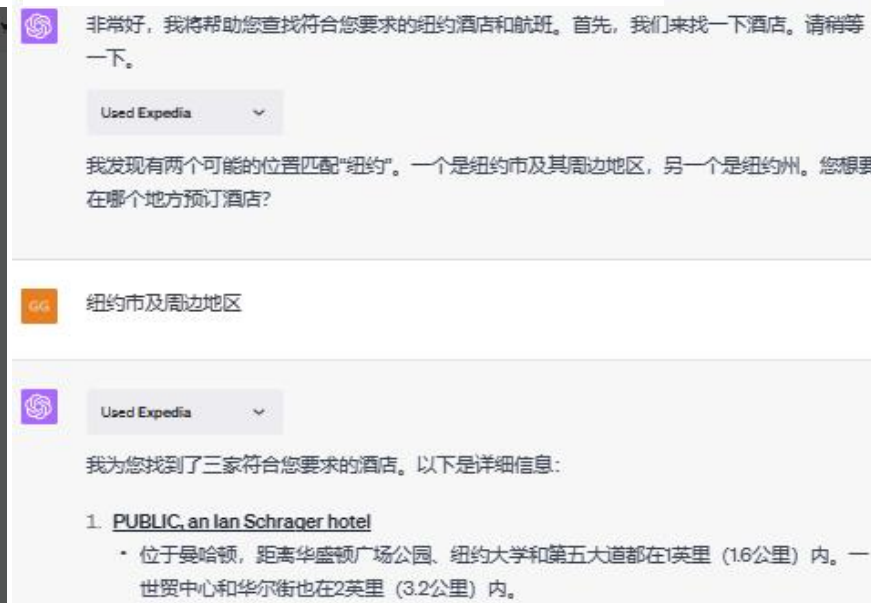 非常好，我将帮助您查找符合您要求的纽约酒店和航班。首先，我们来找一下酒店。请稍等
一下。
Used Expedia
我发现有两个可能的位置匹配“纽约”。一个是纽约市及其周边地区，另一个是纽约州。您想要
在哪个地方预订酒店？
GG
纽约市及周边地区
Used Expedia
我为您找到了三家符合您要求的酒店。以下是详细信息：
1. PUBLIC, an Ian Schrager hotel
• 位于曼哈顿，距离华盛顿广场公园、纽约大学和第五大道都在1英里（1.6公里）内。一
世贸中心和华尔街也在2英里（3.2公里）内。